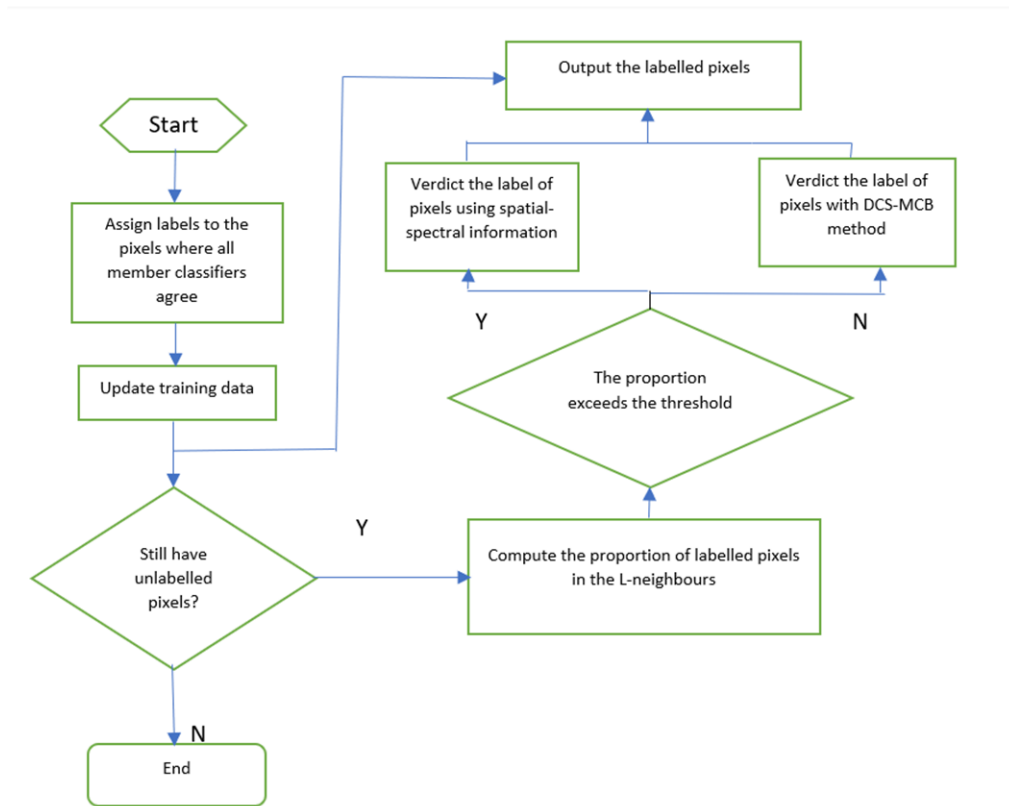 Start
Assign labels to the
pixels where all
member classifiers
agree
Update training data
Still have
unlabelled
pixels?
N
End
Y
Compute the proportion of labelled pixels
in the L-neighbours
The proportion
exceeds the threshold
Y
N
Verdict the label of
pixels using spatial-
spectral information
Verdict the label of
pixels with DCS-MCB
method
Output the labelled pixels